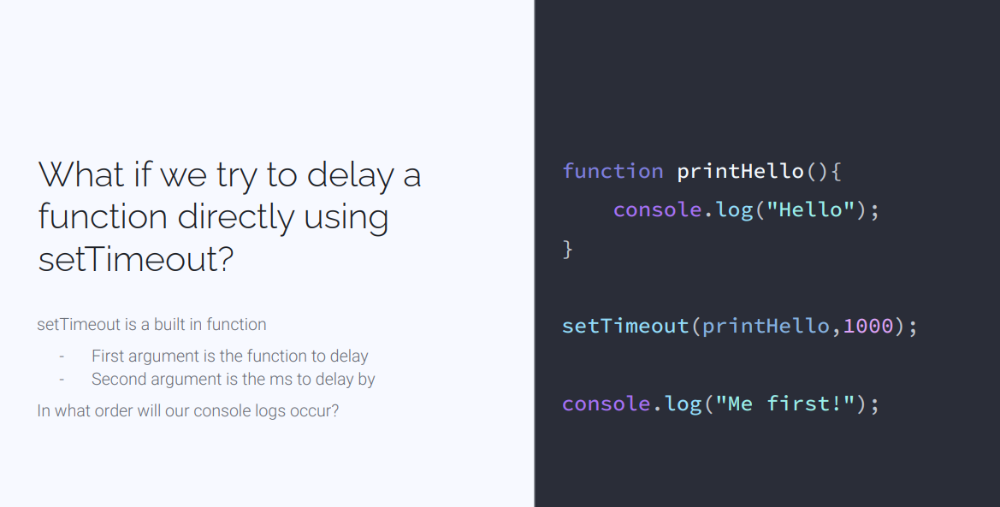 What if we try to delay a
function directly using
setTimeout?
setTimeout is a built in function
- First argument is the function to delay
- Second argument is the ms to delay by
In what order will our console logs occur?
function printHello(){
    console.log("Hello");
}
setTimeout(printHello,1000);
console.log("Me first!");